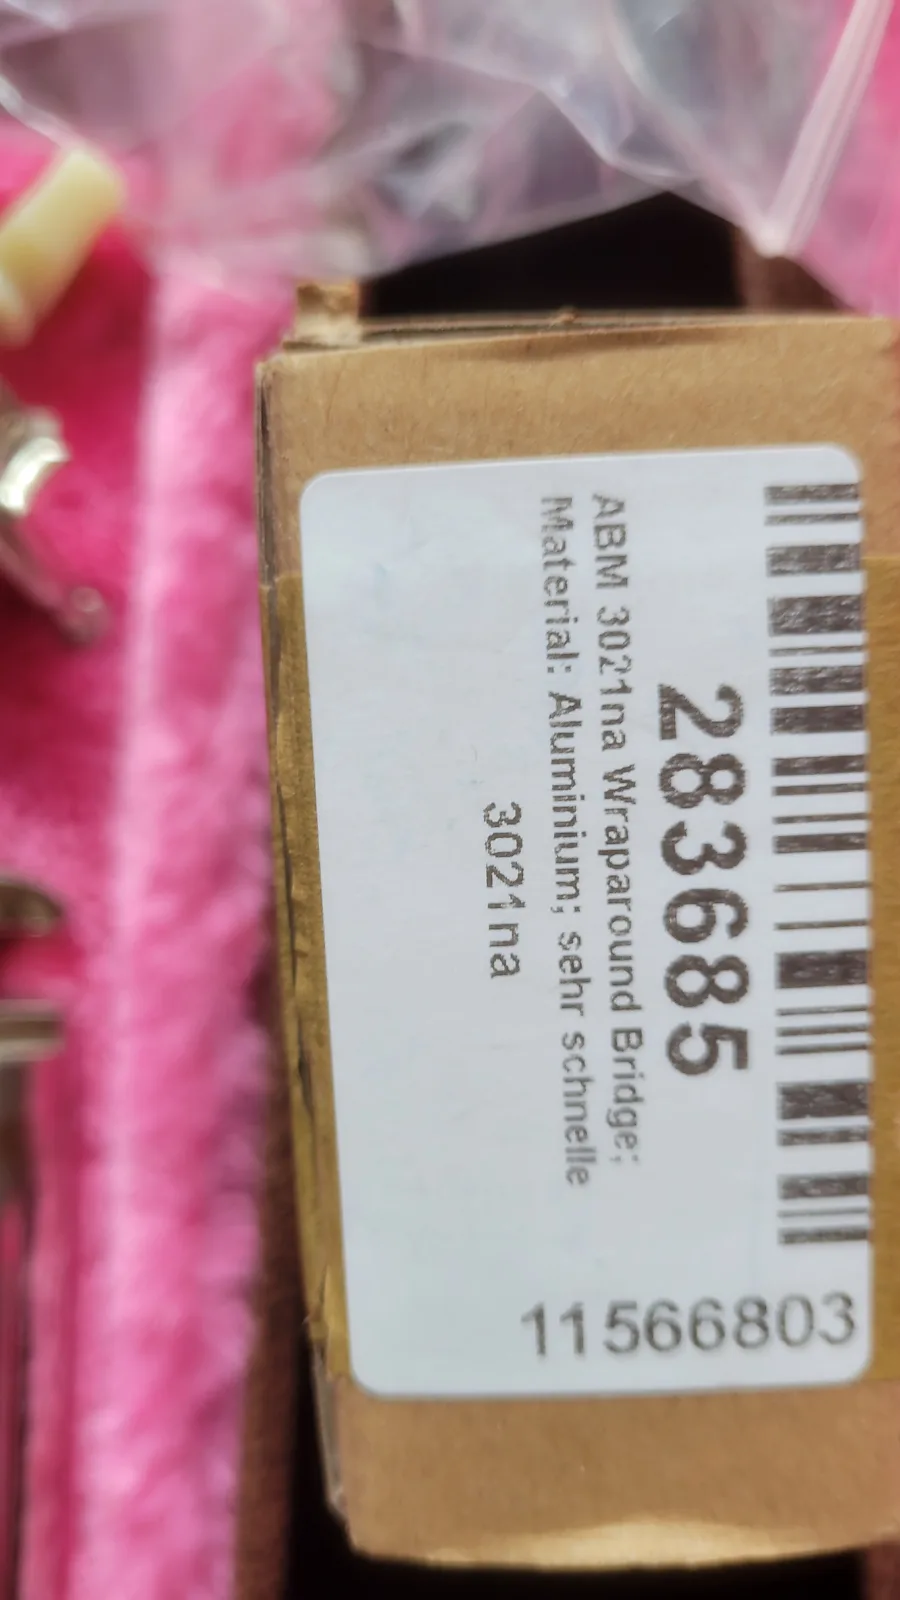 283685
ABM 3021na Wraparound Bridge;
Material: Aluminium; sehr schnelle
3021na
11566803